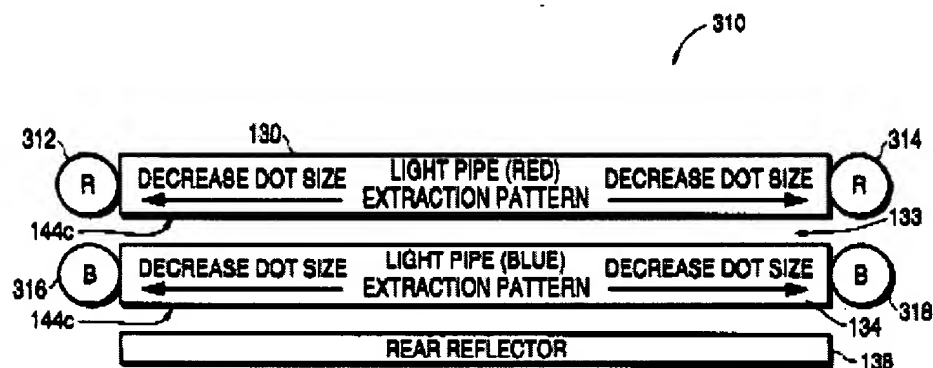 310
312
130
314
R
DECREASE DOT SIZE
LIGHT PIPE (RED)
EXTRACTION PATTERN
DECREASE DOT SIZE
R
144c
133
316
B
DECREASE DOT SIZE
LIGHT PIPE (BLUE)
EXTRACTION PATTERN
DECREASE DOT SIZE
B
318
144c
134
REAR REFLECTOR
138